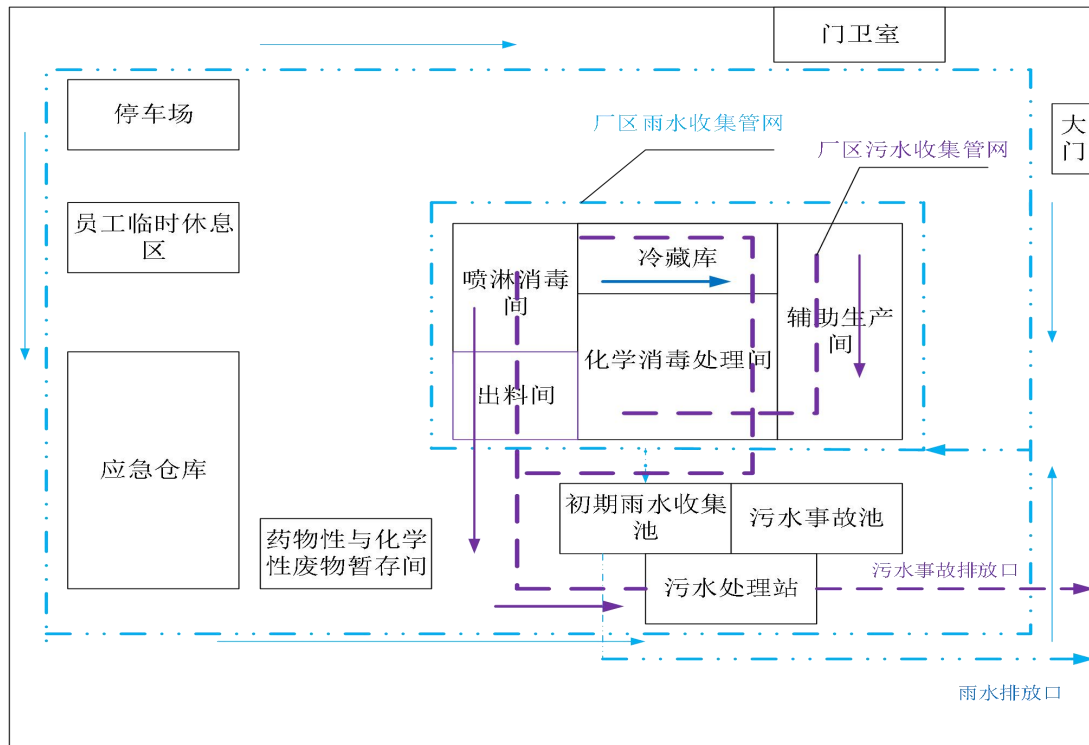 门卫室
停车场
大
门
厂区雨水收集管网
厂区污水收集管网
员工临时休息
区
喷淋消毒
间
冷藏库
辅助生产
间
化学消毒处理间
出料间
应急仓库
初期雨水收集
池
污水事故池
药物性与化学
性废物暂存间
污水处理站
污水事故排放口
雨水排放口